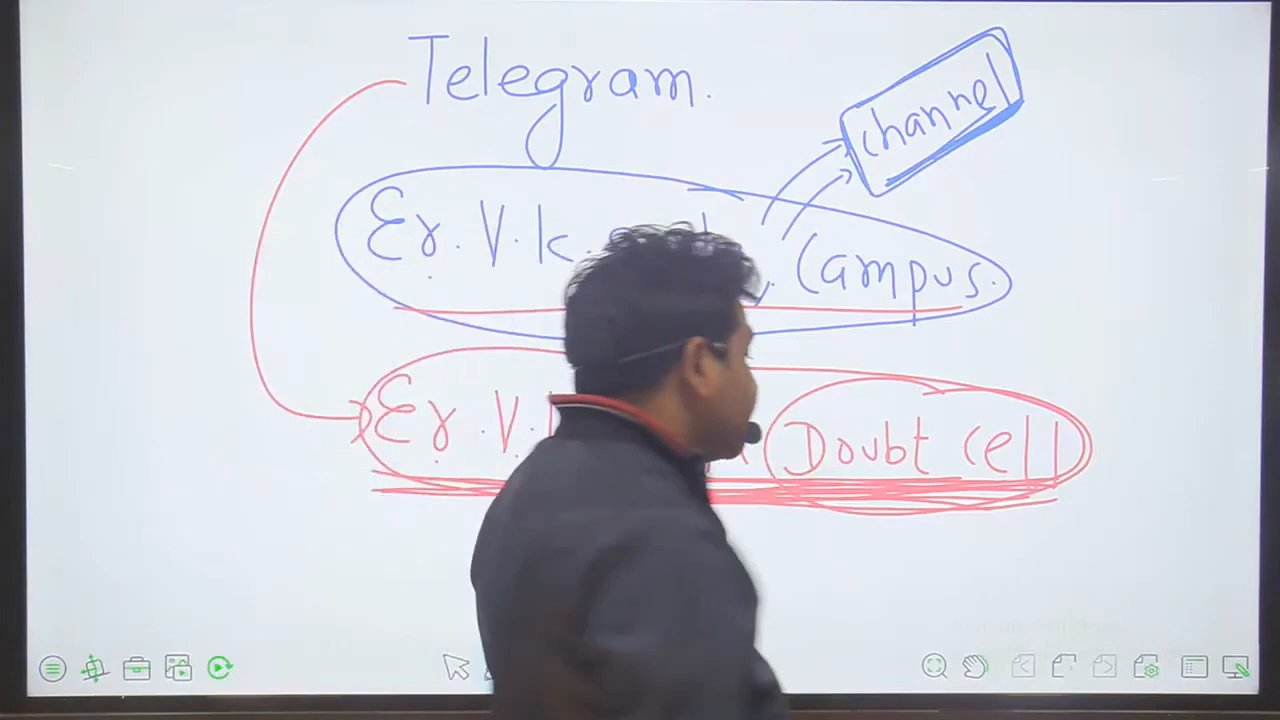 Telegram.
channel
Er. V. k. Campus.
Er. V. Doubt Cell